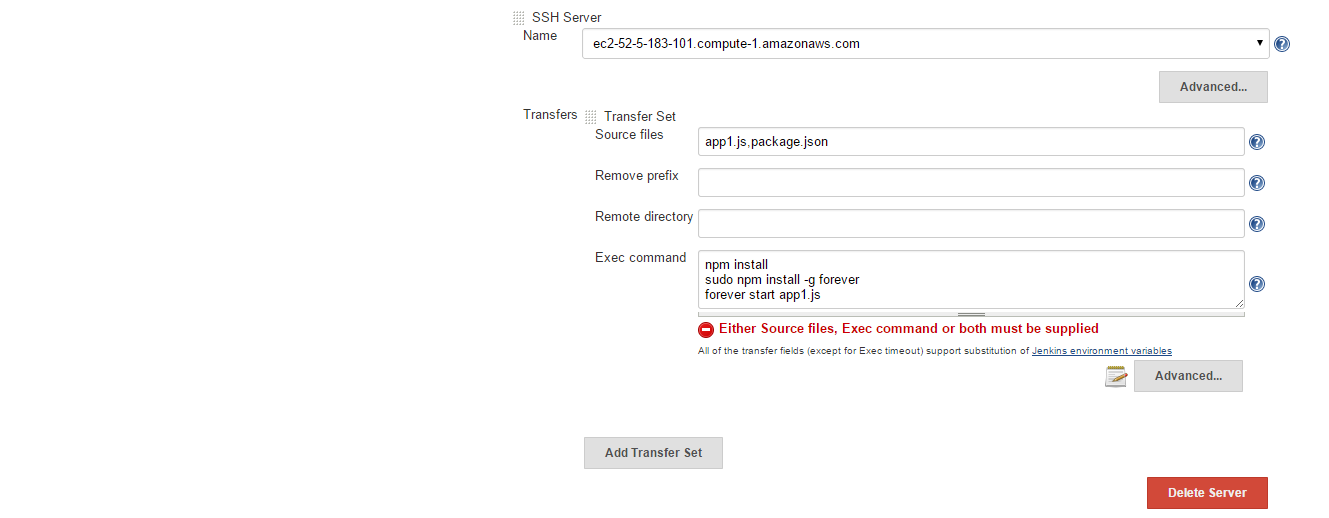 SSH Server
Name
ec2-52-5-183-101.compute-1.amazonaws.com
Advanced...
Transfers
Transfer Set
Source files
app1.js,package.json
Remove prefix
Remote directory
Exec command
npm install
sudo npm install -g forever
forever start app1.js
Either Source files, Exec command or both must be supplied
All of the transfer fields (except for Exec timeout) support substitution of Jenkins environment variables
Advanced...
Add Transfer Set
Delete Server